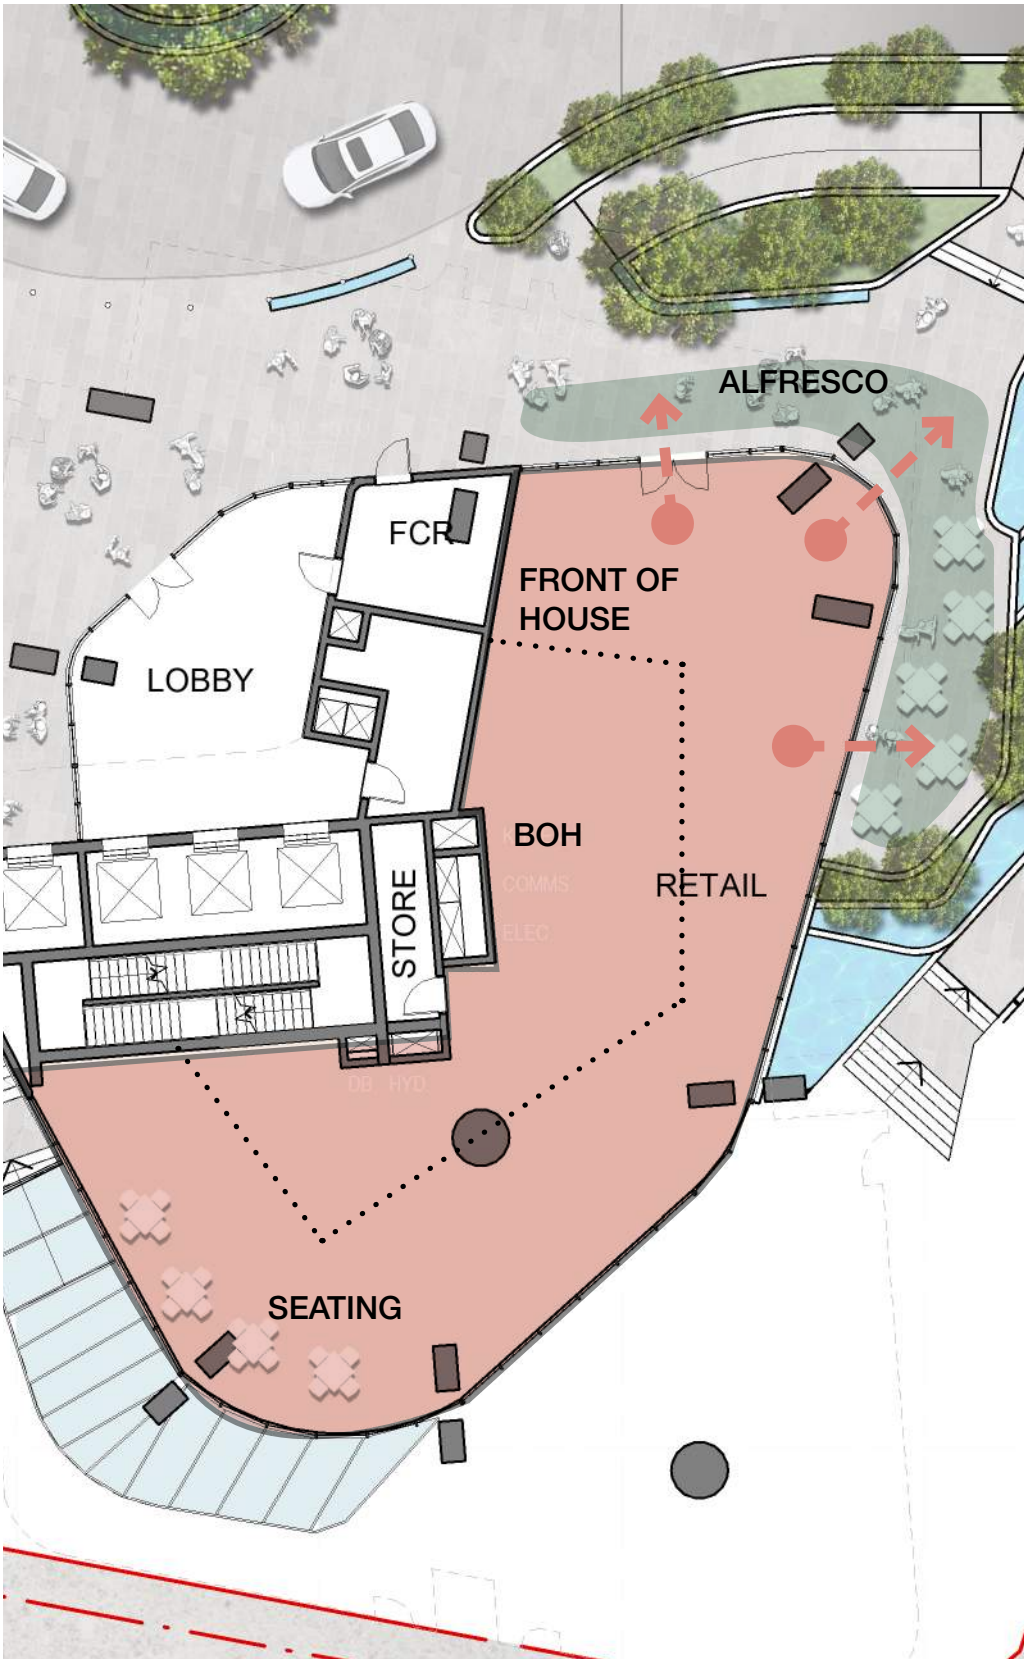 ALFRESCO
FCR
FRONT OF
HOUSE
LOBBY
BOH
COMMS
RETAIL
STORE
ELEC
DB HYD
SEATING